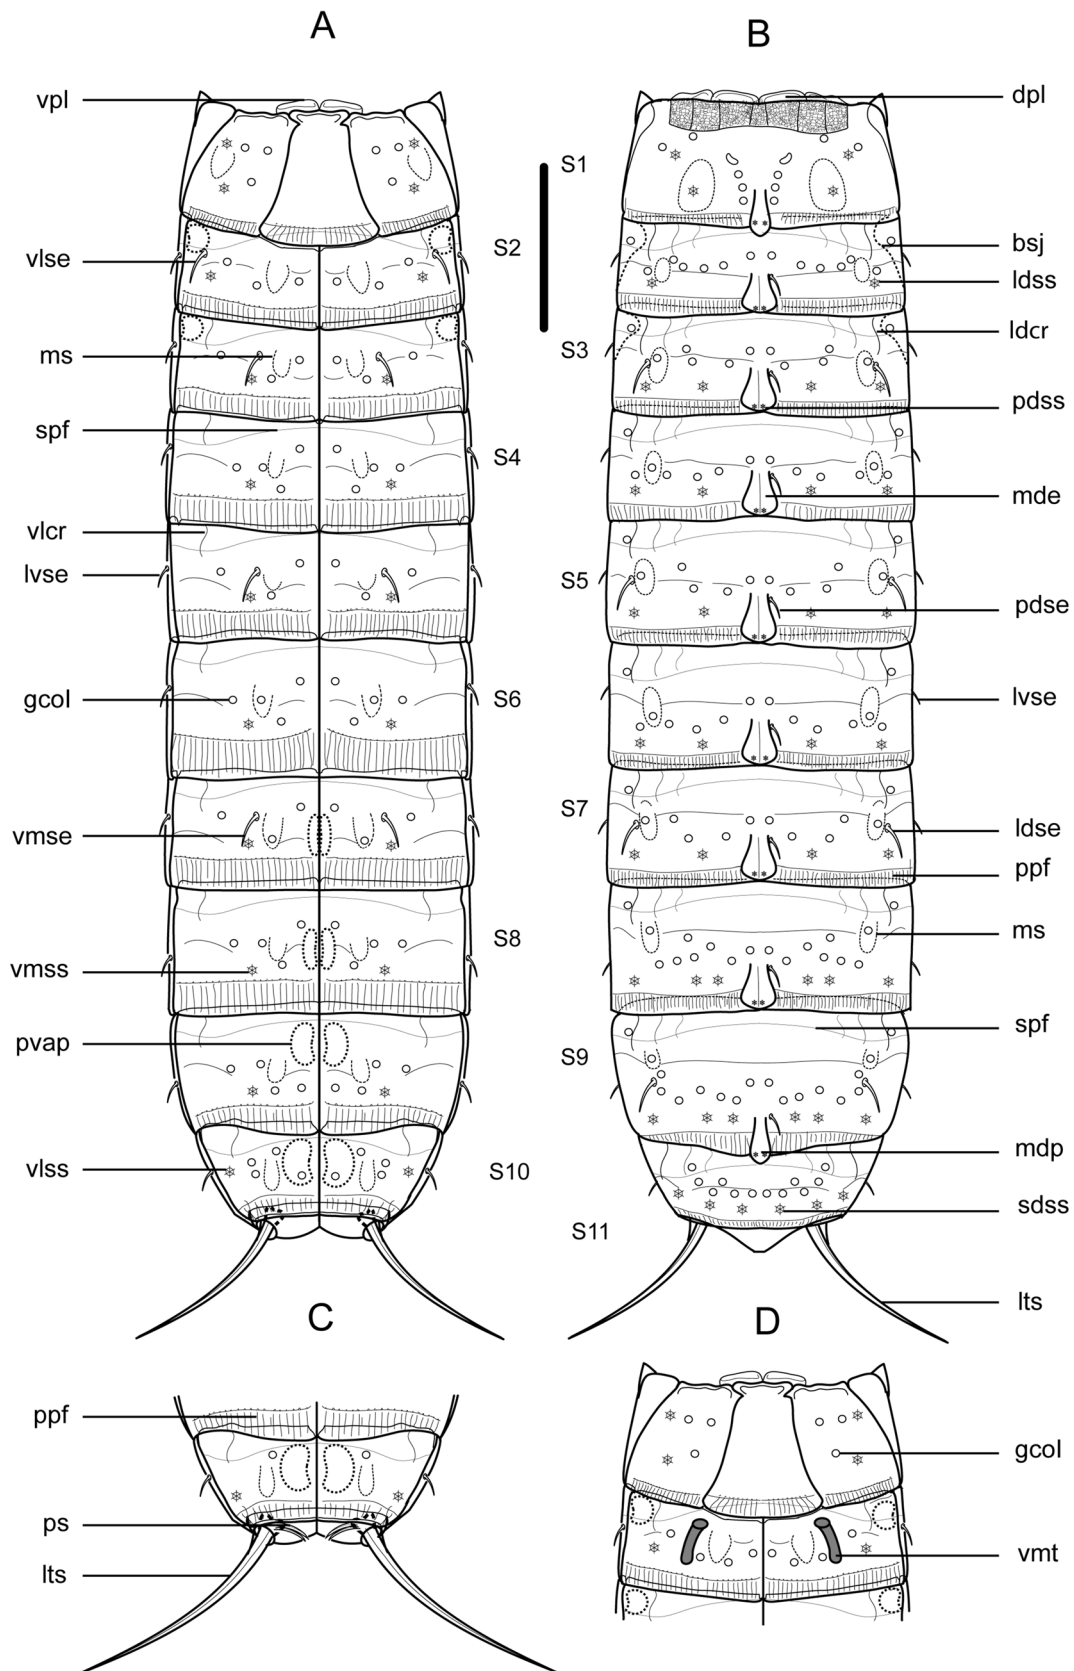 A
B
vpl
dpl
S1
S2
bsj
vlse
ldss
ldcr
S3
ms
pdss
spf
S4
mde
vlcr
lvse
S5
pdse
gcol
S6
lvse
S7
ldse
vmse
ppf
ms
S8
vmss
spf
pvap
S9
mdp
vlss
S10
sdss
S11
lts
C
D
ppf
gcol
ps
vmt
lts